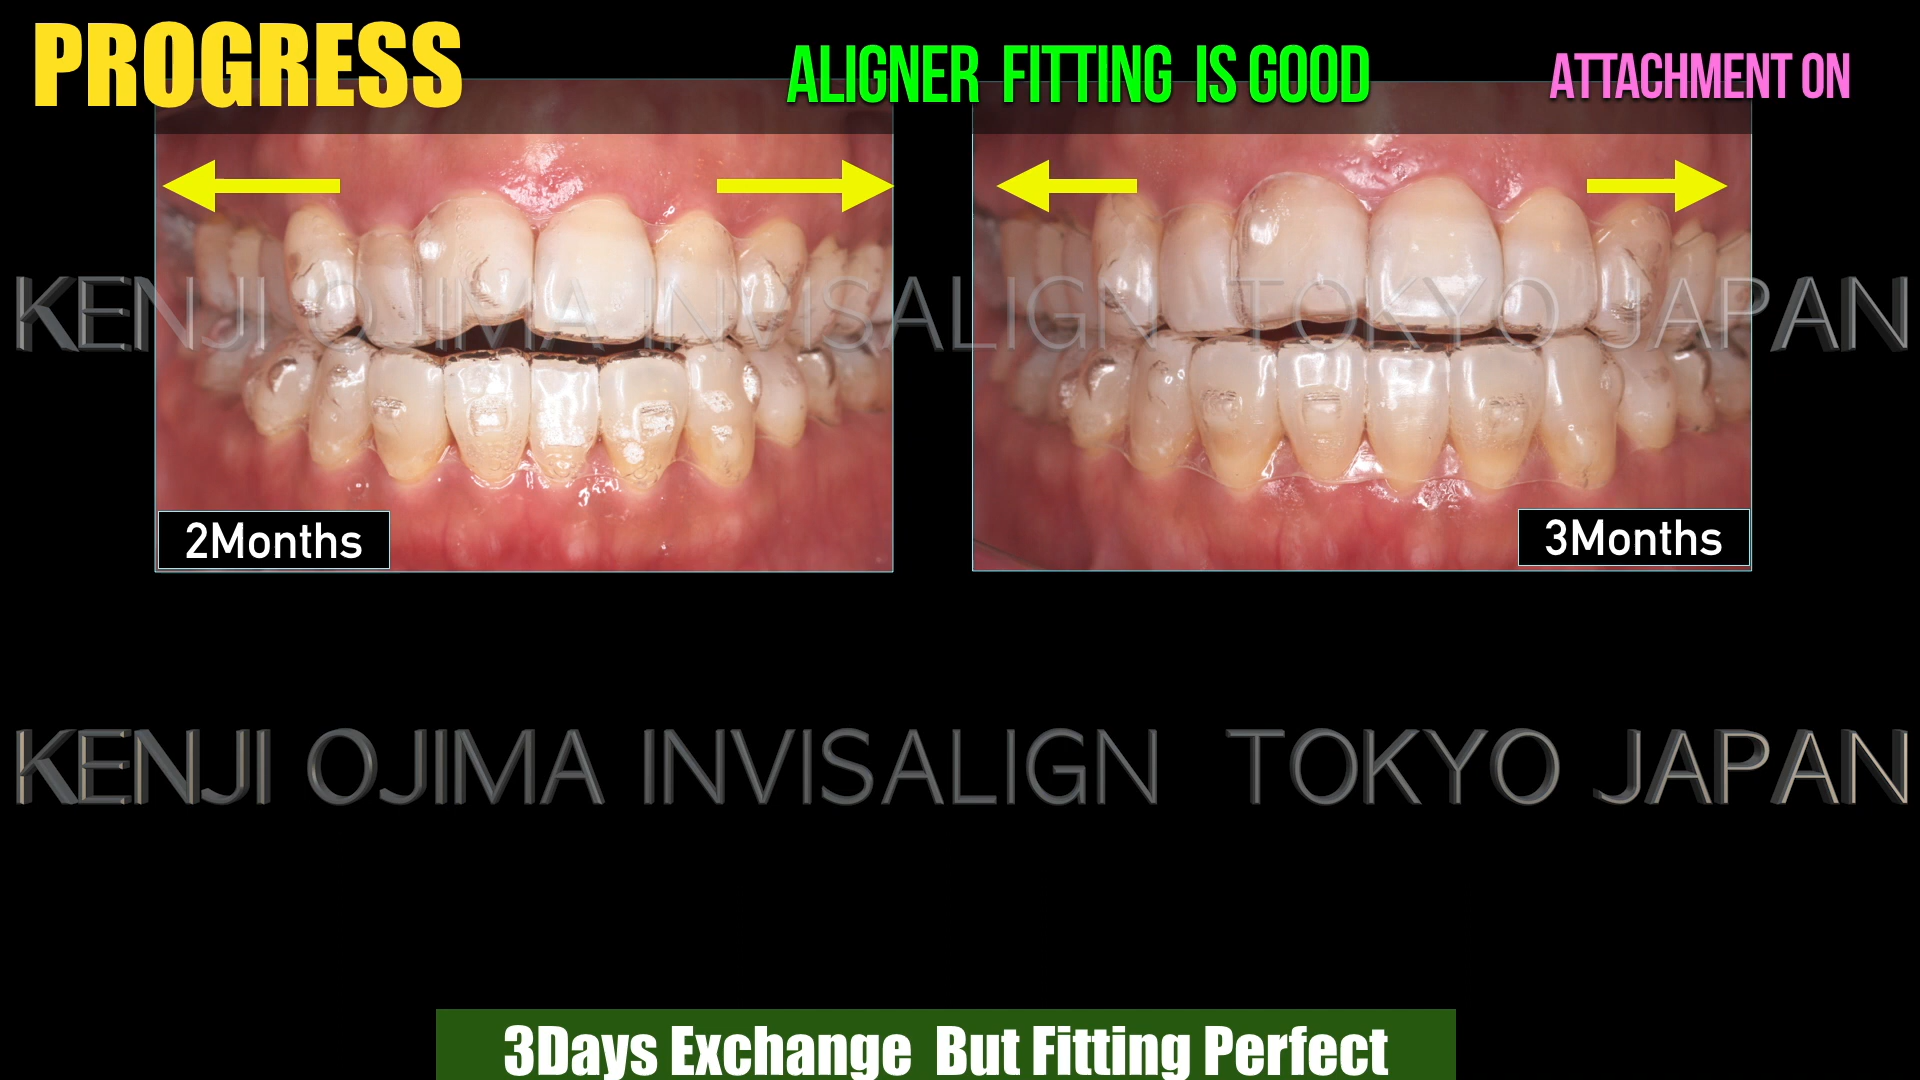 PROGRESS
ALIGNER FITTING IS GOOD
ATTACHMENT ON
KENJI OJIMA INVISALIGN TOKYO JAPAN
2Months
3Months
KENJI OJIMA INVISALIGN TOKYO JAPAN
3Days Exchange But Fitting Perfect